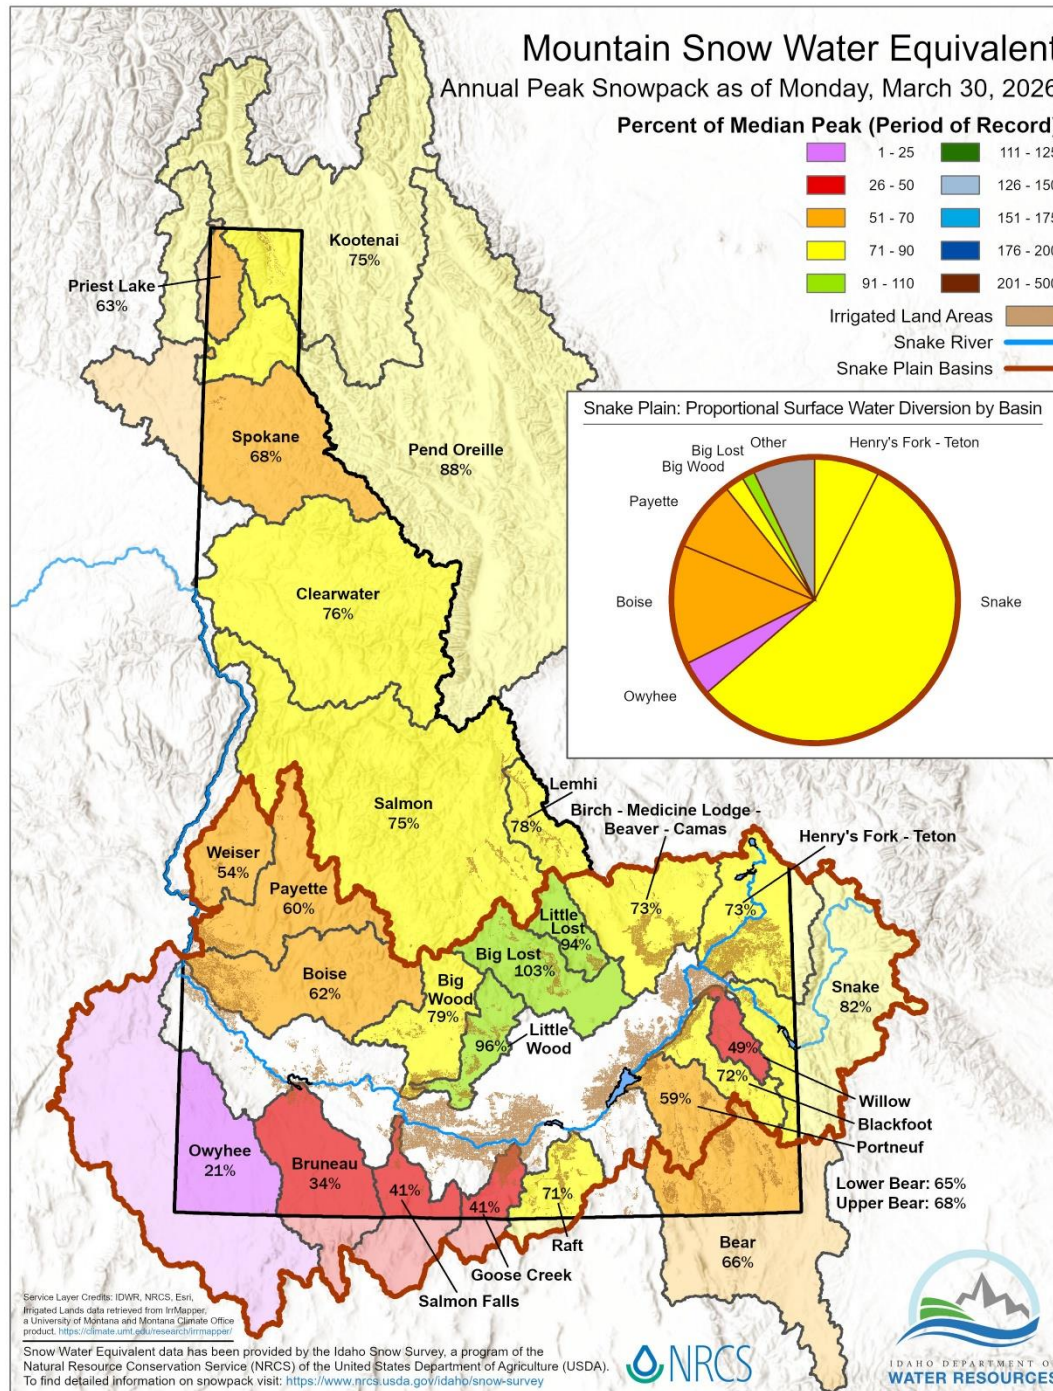 Mountain Snow Water Equivalent
Annual Peak Snowpack as of Monday, March 30, 2026
Percent of Median Peak (Period of Record)
1 - 25
111 - 125
26 - 50
126 - 150
51 - 70
151 - 175
71 - 90
176 - 200
91 - 110
201 - 500
Irrigated Land Areas
Snake River
Snake Plain Basins
Kootenai
75%
Priest Lake
63%
Spokane
68%
Pend Oreille
88%
Clearwater
76%
Snake Plain: Proportional Surface Water Diversion by Basin
Other
Henry's Fork - Teton
Big Lost
Big Wood
Payette
Boise
Snake
Owyhee
Salmon
75%
Lemhi
78%
Birch - Medicine Lodge -
Beaver - Camas
73%
Henry's Fork - Teton
73%
Weiser
54%
Payette
60%
Little
Lost
94%
Big Lost
103%
Boise
62%
Big
Wood
79%
Snake
82%
Little
Wood
96%
49%
72%
59%
Willow
Blackfoot
Portneuf
Owyhee
21%
Bruneau
34%
41%
41%
71%
Raft
Goose Creek
Salmon Falls
Lower Bear: 65%
Upper Bear: 68%
Bear
66%
Service Layer Credits: IDWR, NRCS, Esri,
Irrigated Lands data retrieved from IrrMapper,
a University of Montana and Montana Climate Office
product. https://climate.umt.edu/research/irrmapper/
Snow Water Equivalent data has been provided by the Idaho Snow Survey, a program of the
Natural Resource Conservation Service (NRCS) of the United States Department of Agriculture (USDA).
To find detailed information on snowpack visit: https://www.nrcs.usda.gov/idaho/snow-survey
NRCS
IDAHO DEPARTMENT OF
WATER RESOURCES